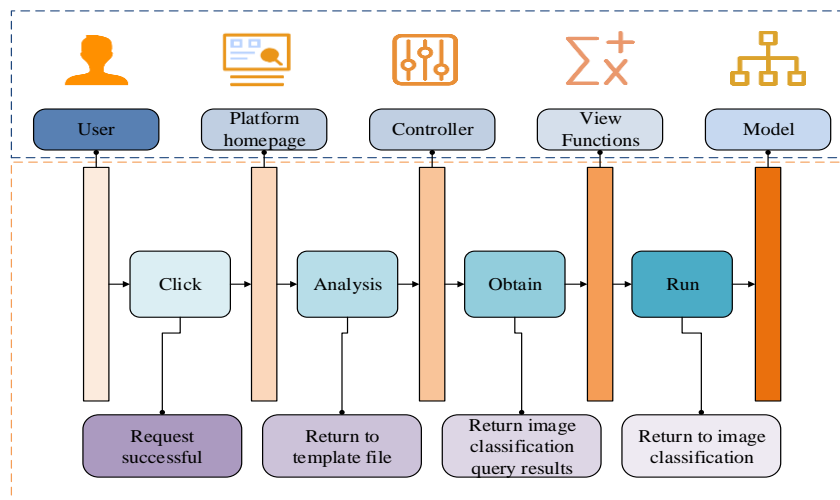 User
Platform
homepage
Controller
View
Functions
Model
Click
Analysis
Obtain
Run
Request
successful
Return to
template file
Return image
classification
query results
Return to image
classification